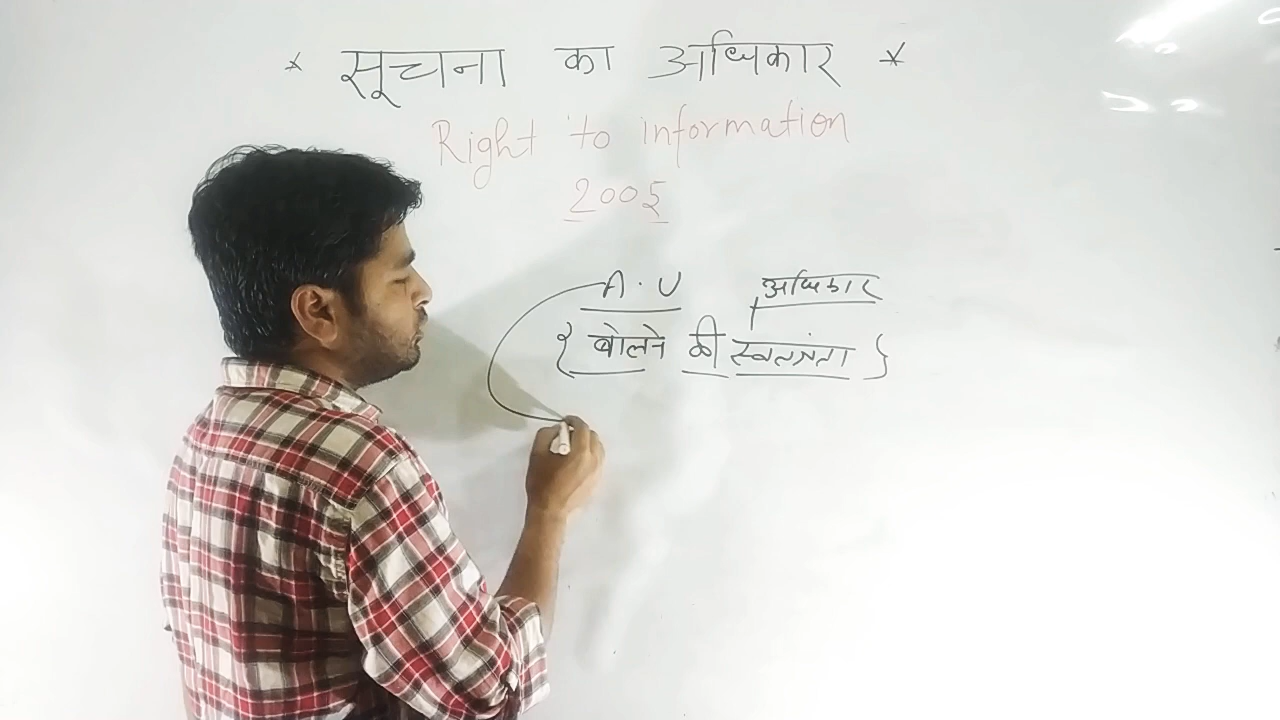 * सूचना का अधिकार *
Right to information
2005
A.U अधिकार
{ बोलने की स्वतंत्रता }